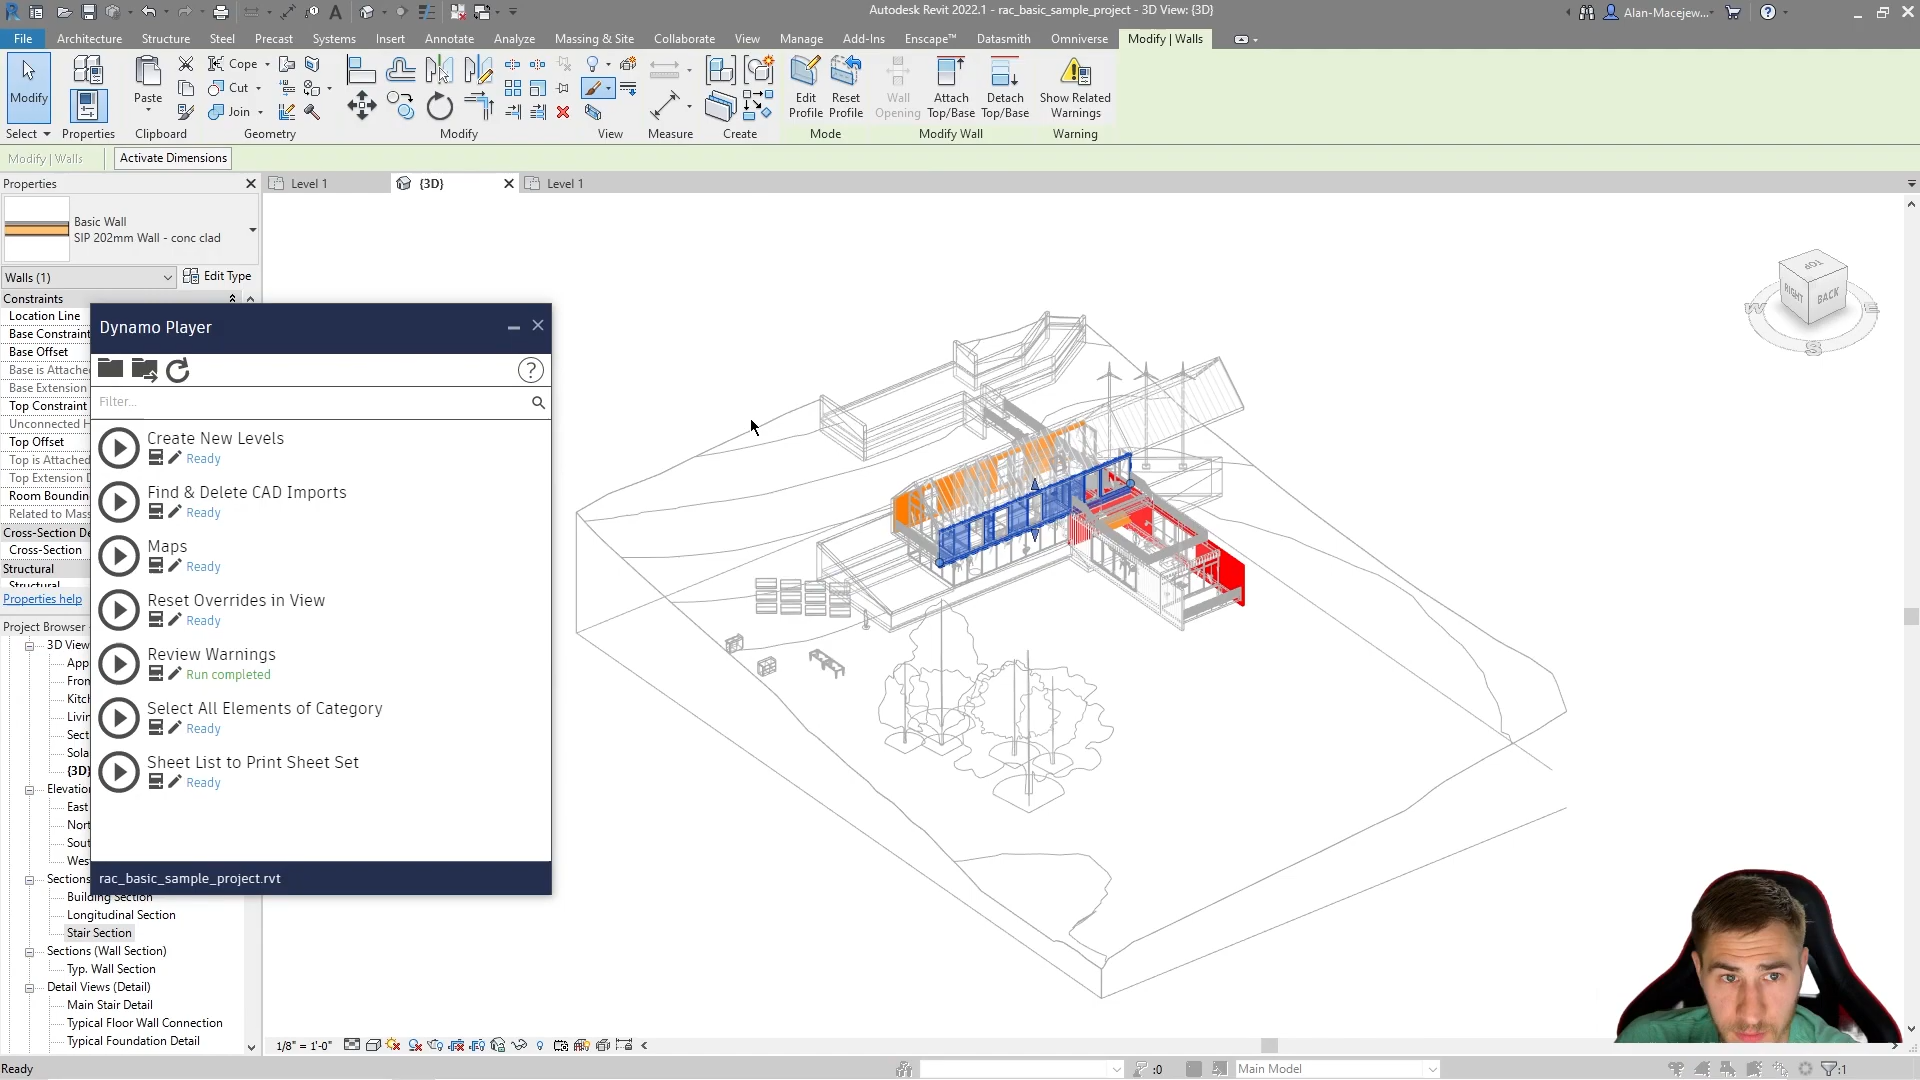 Autodesk Revit 2022.1 - rac_basic_sample_project - 3D View: {3D}
Alan-Macejew...
File Architecture Structure Steel Precast Systems Insert Annotate Analyze Massing & Site Collaborate View Manage Add-Ins Enscape™ Datasmith Omniverse Modify | Walls
Modify
Paste
Cope
Cut
Join
Edit Profile
Reset Profile
Wall Opening
Attach Top/Base
Detach Top/Base
Show Related Warnings
Select Properties Clipboard Geometry Modify View Measure Create Mode Modify Wall Warning
Modify | Walls Activate Dimensions
Properties
Level 1 {3D} Level 1
Basic Wall
SIP 202mm Wall - conc clad
Walls (1) Edit Type
Constraints
Location Line
Base Constraint
Base Offset
Base is Attache
Base Extension
Top Constraint
Unconnected H
Top Offset
Top is Attached
Top Extension D
Room Boundin
Related to Mass
Cross-Section De
Cross-Section
Structural
Structural
Properties help
Project Browser
3D View
App
Fron
Kitch
Livin
Sect
Sola
{3D}
Elevatio
East
Nort
Sout
Wes
Sections
Building Section
Longitudinal Section
Stair Section
Sections (Wall Section)
Typ. Wall Section
Detail Views (Detail)
Main Stair Detail
Typical Floor Wall Connection
Typical Foundation Detail
Dynamo Player
Filter...
Create New Levels
Ready
Find & Delete CAD Imports
Ready
Maps
Ready
Reset Overrides in View
Ready
Review Warnings
Run completed
Select All Elements of Category
Ready
Sheet List to Print Sheet Set
Ready
rac_basic_sample_project.rvt
TOP
RIGHT BACK
W E
S
1/8" = 1'-0"
Ready
:0
Main Model
:1